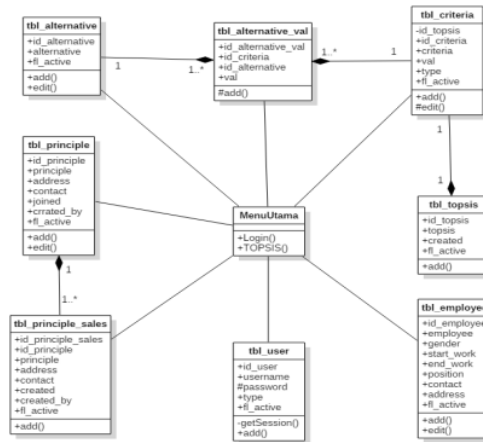 tbl_alternative
+id_alternative
+alternative
+fl_active
+add()
+edit()
1
1..*
tbl_alternative_val
+id_alternative_val
+id_criteria
+id_alternative
+val
#add()
1..*
1
tbl_criteria
-id_topsis
+id_criteria
+criteria
+val
+type
+fl_active
+add()
#edit()
1
1
tbl_principle
+id_principle
+principle
+address
+contact
+joined
+crrated_by
+fl_active
+add()
+edit()
1
1..*
MenuUtama
+Login()
+TOPSIS()
tbl_topsis
+id_topsis
+topsis
+created
+fl_active
+add()
tbl_principle_sales
+id_principle_sales
+id_principle
+principle
+address
+contact
+created
+created_by
+fl_active
+add()
tbl_user
+id_user
+username
#password
+type
+fl_active
-getSession()
+add()
tbl_employee
+id_employee
+employee
+gender
+start_work
+end_work
+position
+contact
+address
+fl_active
+add()
+edit()